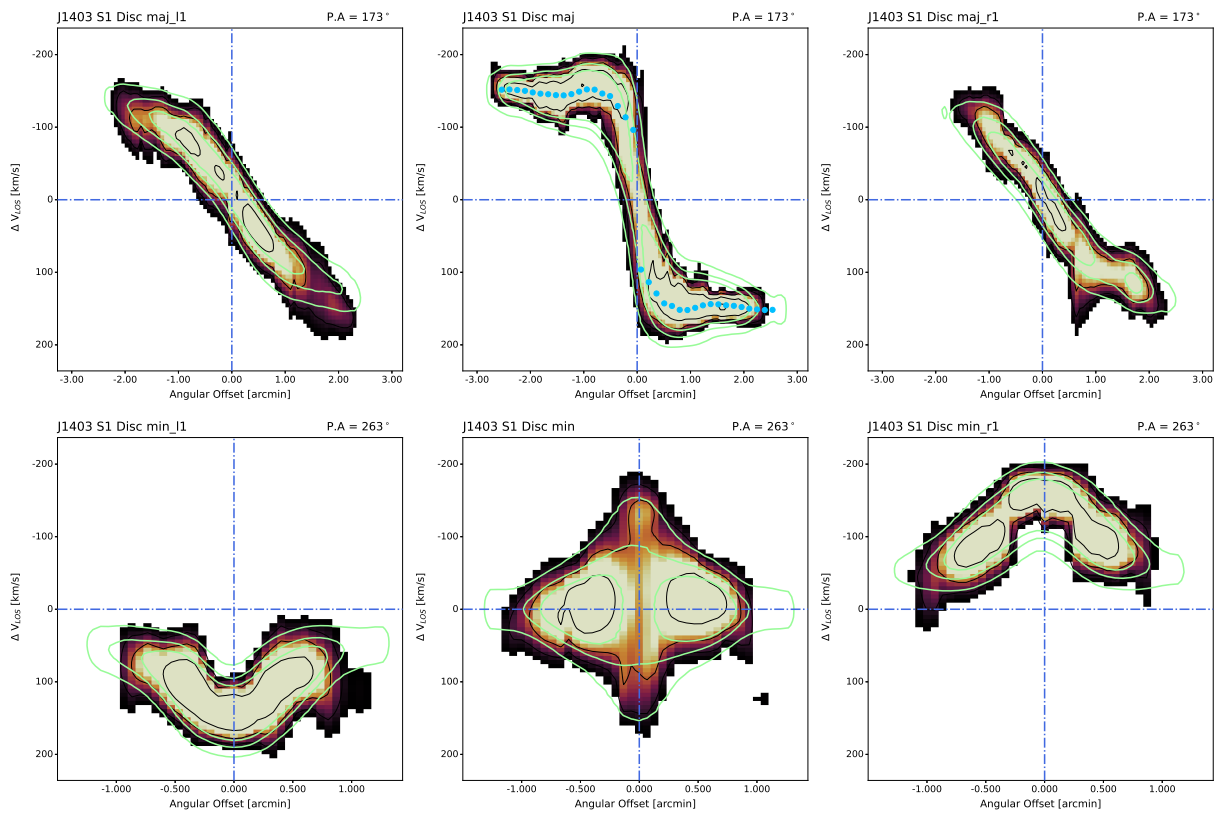 J1403 S1 Disc maj_l1 P.A = 173°
-200
-100
0
100
200
Δ V_LOS [km/s]
-3.00 -2.00 -1.00 0.00 1.00 2.00 3.00
Angular Offset [arcmin]
J1403 S1 Disc maj P.A = 173°
-200
-100
0
100
200
Δ V_LOS [km/s]
-3.00 -2.00 -1.00 0.00 1.00 2.00 3.00
Angular Offset [arcmin]
J1403 S1 Disc maj_r1 P.A = 173°
-200
-100
0
100
200
Δ V_LOS [km/s]
-3.00 -2.00 -1.00 0.00 1.00 2.00 3.00
Angular Offset [arcmin]
J1403 S1 Disc min_l1 P.A = 263°
-200
-100
0
100
200
Δ V_LOS [km/s]
-1.000 -0.500 0.000 0.500 1.000
Angular Offset [arcmin]
J1403 S1 Disc min P.A = 263°
-200
-100
0
100
200
Δ V_LOS [km/s]
-1.000 -0.500 0.000 0.500 1.000
Angular Offset [arcmin]
J1403 S1 Disc min_r1 P.A = 263°
-200
-100
0
100
200
Δ V_LOS [km/s]
-1.000 -0.500 0.000 0.500 1.000
Angular Offset [arcmin]